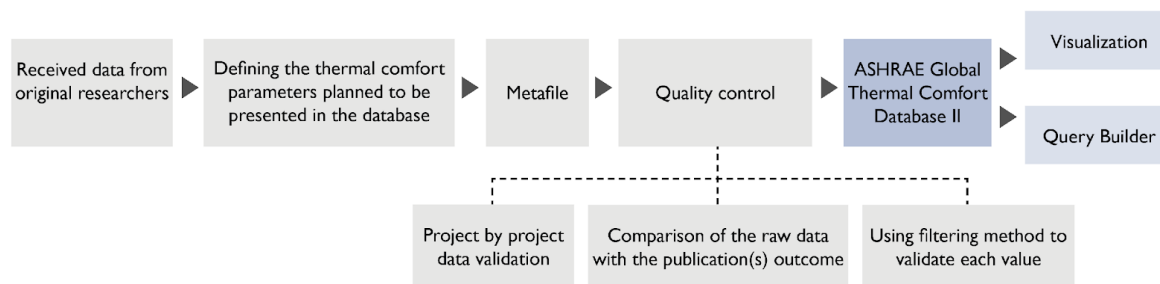 Received data from
original researchers
Defining the thermal comfort
parameters planned to be
presented in the database
Metafile
Quality control
ASHRAE Global
Thermal Comfort
Database II
Visualization
Query Builder
Project by project
data validation
Comparison of the raw data
with the publication(s) outcome
Using filtering method to
validate each value